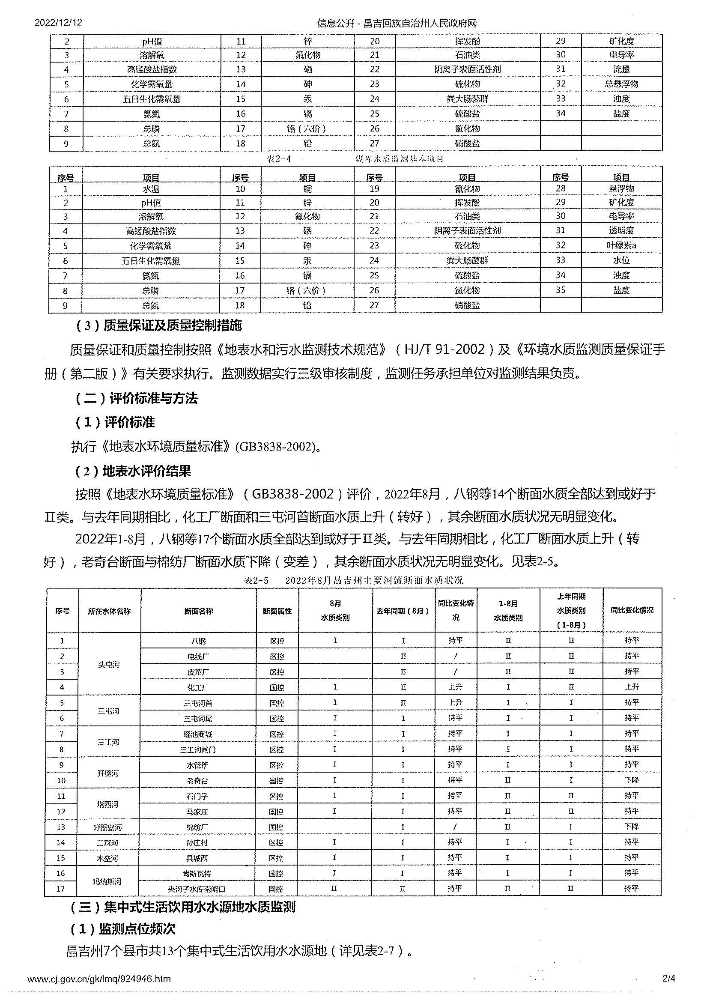 2022/12/12 信息公开 - 昌吉回族自治州人民政府网
2 pH值 11 锌 20 挥发酚 29 矿化度
3 溶解氧 12 氟化物 21 石油类 30 电导率
4 高锰酸盐指数 13 硒 22 阴离子表面活性剂 31 流量
5 化学需氧量 14 砷 23 硫化物 32 总悬浮物
6 五日生化需氧量 15 汞 24 粪大肠菌群 33 浊度
7 氨氮 16 镉 25 硫酸盐 34 盐度
8 总磷 17 铬（六价） 26 氯化物
9 总氮 18 铅 27 硝酸盐
表2-4 湖库水质监测基本项目
序号 项目 序号 项目 序号 项目 序号 项目
1 水温 10 铜 19 氰化物 28 悬浮物
2 pH值 11 锌 20 挥发酚 29 矿化度
3 溶解氧 12 氟化物 21 石油类 30 电导率
4 高锰酸盐指数 13 硒 22 阴离子表面活性剂 31 透明度
5 化学需氧量 14 砷 23 硫化物 32 叶绿素a
6 五日生化需氧量 15 汞 24 粪大肠菌群 33 水位
7 氨氮 16 镉 25 硫酸盐 34 浊度
8 总磷 17 铬（六价） 26 氯化物 35 盐度
9 总氮 18 铅 27 硝酸盐
（3）质量保证及质量控制措施
质量保证和质量控制按照《地表水和污水监测技术规范》（HJ/T 91-2002）及《环境水质监测质量保证手
册（第二版）》有关要求执行。监测数据实行三级审核制度，监测任务承担单位对监测结果负责。
（二）评价标准与方法
（1）评价标准
执行《地表水环境质量标准》(GB3838-2002)。
（2）地表水评价结果
按照《地表水环境质量标准》（GB3838-2002）评价，2022年8月，八钢等14个断面水质全部达到或好于
Ⅱ类。与去年同期相比，化工厂断面和三屯河首断面水质上升（转好），其余断面水质状况无明显变化。
2022年1-8月，八钢等17个断面水质全部达到或好于Ⅱ类。与去年同期相比，化工厂断面水质上升（转
好），老奇台断面与棉纺厂断面水质下降（变差），其余断面水质状况无明显变化。见表2-5。
表2-5 2022年8月昌吉州主要河流断面水质状况
序号 所在水体名称 断面名称 断面属性 8月 水质类别 去年同期（8月） 同比变化情况 1-8月 水质类别 上年同期 水质类别 （1-8月） 同比变化情况
1 头屯河 八钢 区控 Ⅰ Ⅰ 持平 Ⅱ Ⅱ 持平
2 电线厂 区控 Ⅱ / Ⅱ Ⅱ 持平
3 皮革厂 区控 Ⅱ / Ⅱ Ⅱ 持平
4 化工厂 国控 Ⅰ Ⅱ 上升 Ⅰ Ⅱ 上升
5 三屯河 三屯河首 国控 Ⅰ Ⅱ 上升 Ⅰ Ⅰ 持平
6 三屯河尾 国控 Ⅰ Ⅰ 持平 Ⅰ Ⅰ 持平
7 三工河 瑶池商城 区控 Ⅰ Ⅰ 持平 Ⅰ Ⅰ 持平
8 三工河闸门 区控 Ⅰ Ⅰ 持平 Ⅰ Ⅰ 持平
9 开垦河 水管所 区控 Ⅰ Ⅰ 持平 Ⅰ Ⅰ 持平
10 老奇台 国控 Ⅰ Ⅰ 持平 Ⅱ Ⅰ 下降
11 塔西河 石门子 区控 Ⅰ Ⅰ 持平 Ⅱ Ⅱ 持平
12 马家庄 国控 Ⅰ Ⅰ 持平 Ⅱ Ⅱ 持平
13 呼图壁河 棉纺厂 国控 Ⅰ / Ⅱ Ⅰ 下降
14 二宫河 孙庄村 区控 Ⅰ Ⅰ 持平 Ⅰ Ⅰ 持平
15 木垒河 县城西 区控 Ⅰ Ⅰ 持平 Ⅰ Ⅰ 持平
16 玛纳斯河 肯斯瓦特 国控 Ⅰ Ⅰ 持平 Ⅰ Ⅰ 持平
17 夹河子水库南闸口 国控 Ⅱ Ⅱ 持平 Ⅱ Ⅱ 持平
（三）集中式生活饮用水水源地水质监测
（1）监测点位频次
昌吉州7个县市共13个集中式生活饮用水水源地（详见表2-7）。
www.cj.gov.cn/gk/lmq/924946.htm 2/4